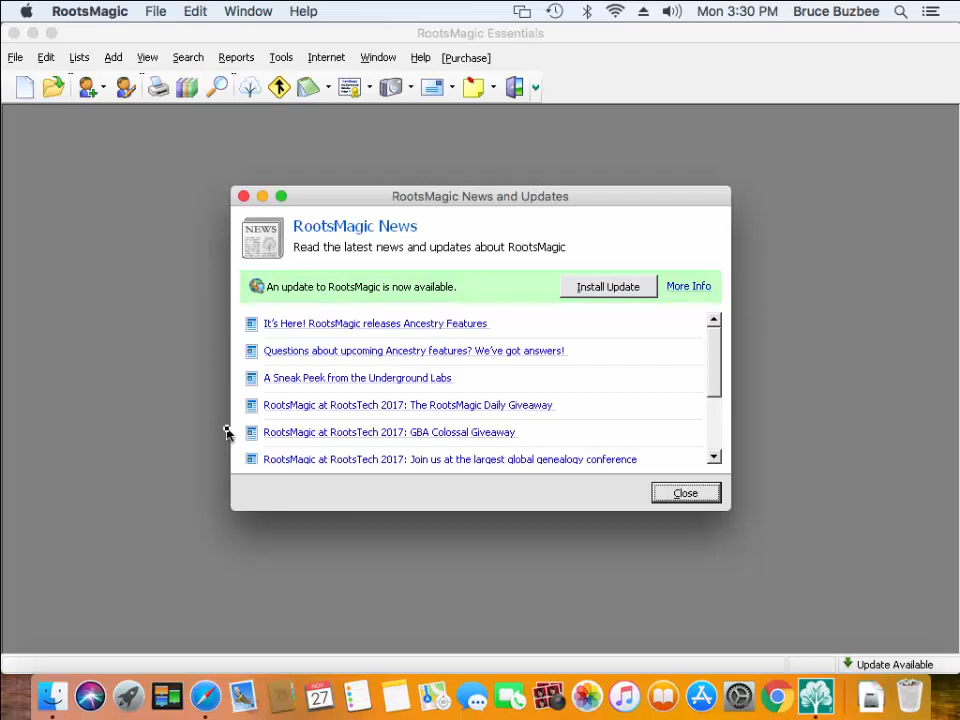 RootsMagic File Edit Window Help Mon 3:30 PM Bruce Buzbee
RootsMagic Essentials
File Edit Lists Add View Search Reports Tools Internet Window Help [Purchase]
RootsMagic News and Updates
NEWS
RootsMagic News
Read the latest news and updates about RootsMagic
An update to RootsMagic is now available. Install Update More Info
It's Here! RootsMagic releases Ancestry Features
Questions about upcoming Ancestry features? We've got answers!
A Sneak Peek from the Underground Labs
RootsMagic at RootsTech 2017: The RootsMagic Daily Giveaway
RootsMagic at RootsTech 2017: GBA Colossal Giveaway
RootsMagic at RootsTech 2017: Join us at the largest global genealogy conference
Close
Update Available
NOV
27